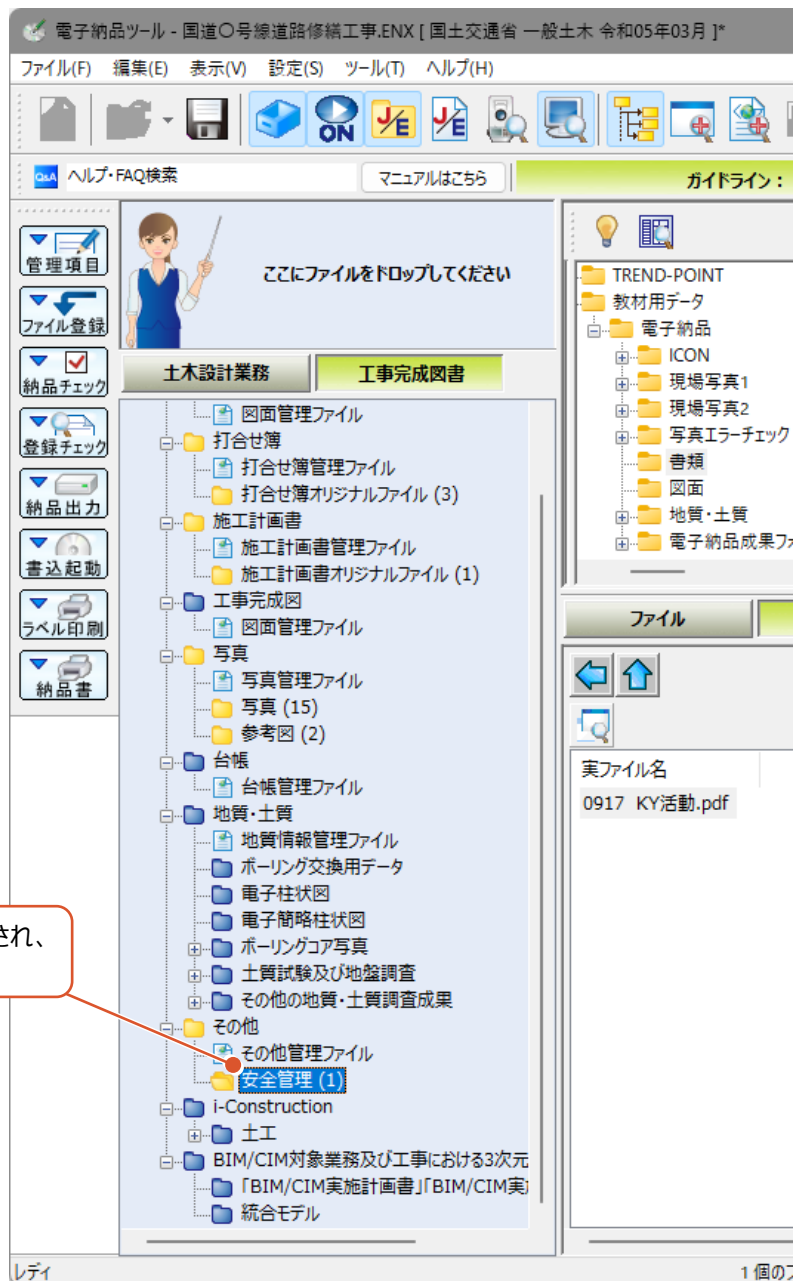 電子納品ツール - 国道〇号線道路修繕工事.ENX [ 国土交通省 一般土木 令和05年03月 ]*
ファイル(F) 編集(E) 表示(V) 設定(S) ツール(T) ヘルプ(H)
ON J/E J/E
Q&A ヘルプ・FAQ検索 マニュアルはこちら ガイドライン：
管理項目
ファイル登録
納品チェック
登録チェック
納品出力
書込起動
ラベル印刷
納品書
ここにファイルをドロップしてください
土木設計業務 工事完成図書
図面管理ファイル
打合せ簿
打合せ簿管理ファイル
打合せ簿オリジナルファイル (3)
施工計画書
施工計画書管理ファイル
施工計画書オリジナルファイル (1)
工事完成図
図面管理ファイル
写真
写真管理ファイル
写真 (15)
参考図 (2)
台帳
台帳管理ファイル
地質・土質
地質情報管理ファイル
ボーリング交換用データ
電子柱状図
電子簡略柱状図
ボーリングコア写真
土質試験及び地盤調査
その他の地質・土質調査成果
その他
その他管理ファイル
安全管理 (1)
i-Construction
土工
BIM/CIM対象業務及び工事における3次元
「BIM/CIM実施計画書」「BIM/CIM実
統合モデル
され、
TREND-POINT
教材用データ
電子納品
ICON
現場写真1
現場写真2
写真エラーチェック
書類
図面
地質・土質
電子納品成果フォ
ファイル
実ファイル名
0917 KY活動.pdf
レディ
1 個のフ